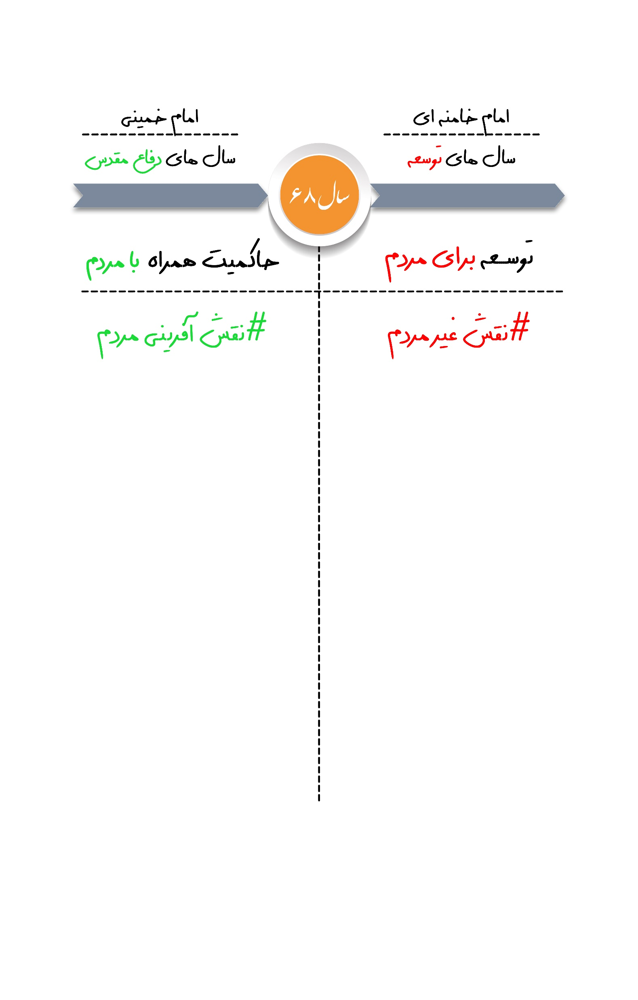 امام خامنه ای
سال های توسعه
امام خمینی
سال های دفاع مقدس
سال ۶۸
توسعه برای مردم
حاکمیت همراه با مردم
#نقش غیر مردم
#نقش آفرینی مردم